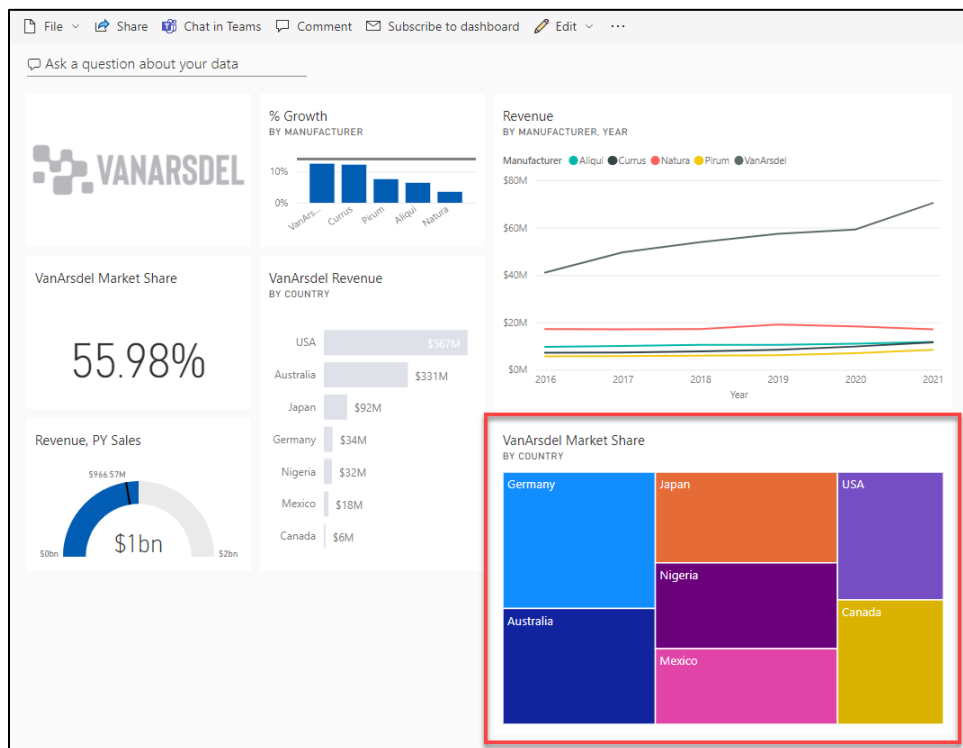 File Share Chat in Teams Comment Subscribe to dashboard Edit ...
Ask a question about your data
VANARSDEL
% Growth
BY MANUFACTURER
10%
0%
VanArs...
Currus
Pirum
Aliqui
Natura
Revenue
BY MANUFACTURER, YEAR
Manufacturer Aliqui Currus Natura Pirum VanArsdel
$80M
$60M
$40M
$20M
$0M
2016 2017 2018 2019 2020 2021
Year
VanArsdel Market Share
55.98%
VanArsdel Revenue
BY COUNTRY
USA $567M
Australia $331M
Japan $92M
Germany $34M
Nigeria $32M
Mexico $18M
Canada $6M
Revenue, PY Sales
$966.57M
$0bn $1bn $2bn
VanArsdel Market Share
BY COUNTRY
Germany
Australia
Japan
Nigeria
Mexico
USA
Canada